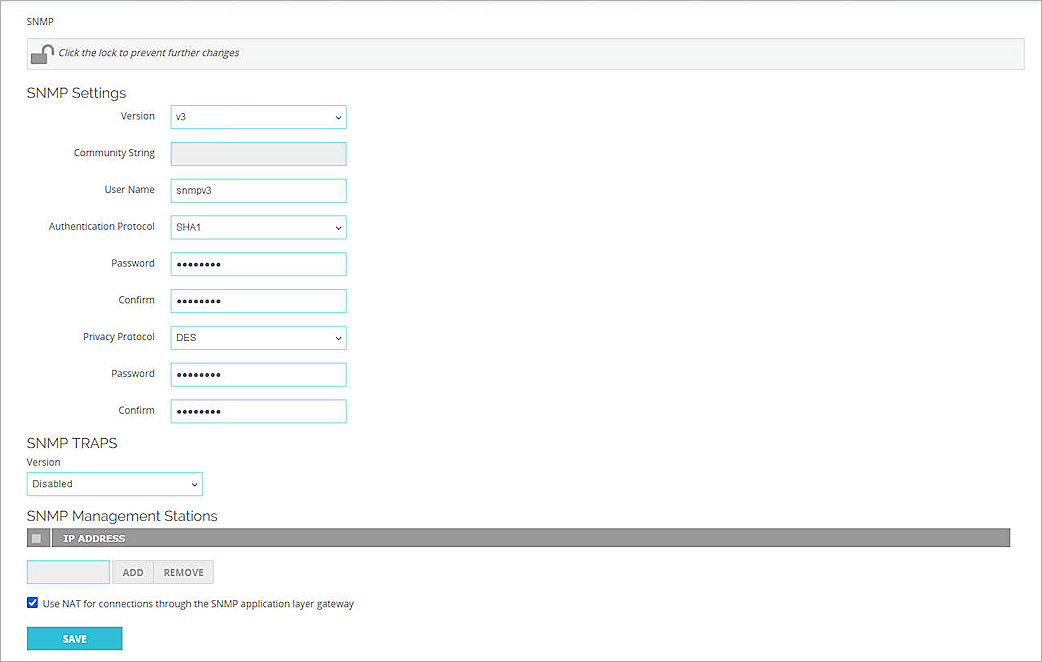 SNMP
Click the lock to prevent further changes
SNMP Settings
Version v3
Community String
User Name snmpv3
Authentication Protocol SHA1
Password ••••••••
Confirm ••••••••
Privacy Protocol DES
Password ••••••••
Confirm ••••••••
SNMP TRAPS
Version
Disabled
SNMP Management Stations
IP ADDRESS
ADD REMOVE
Use NAT for connections through the SNMP application layer gateway
SAVE